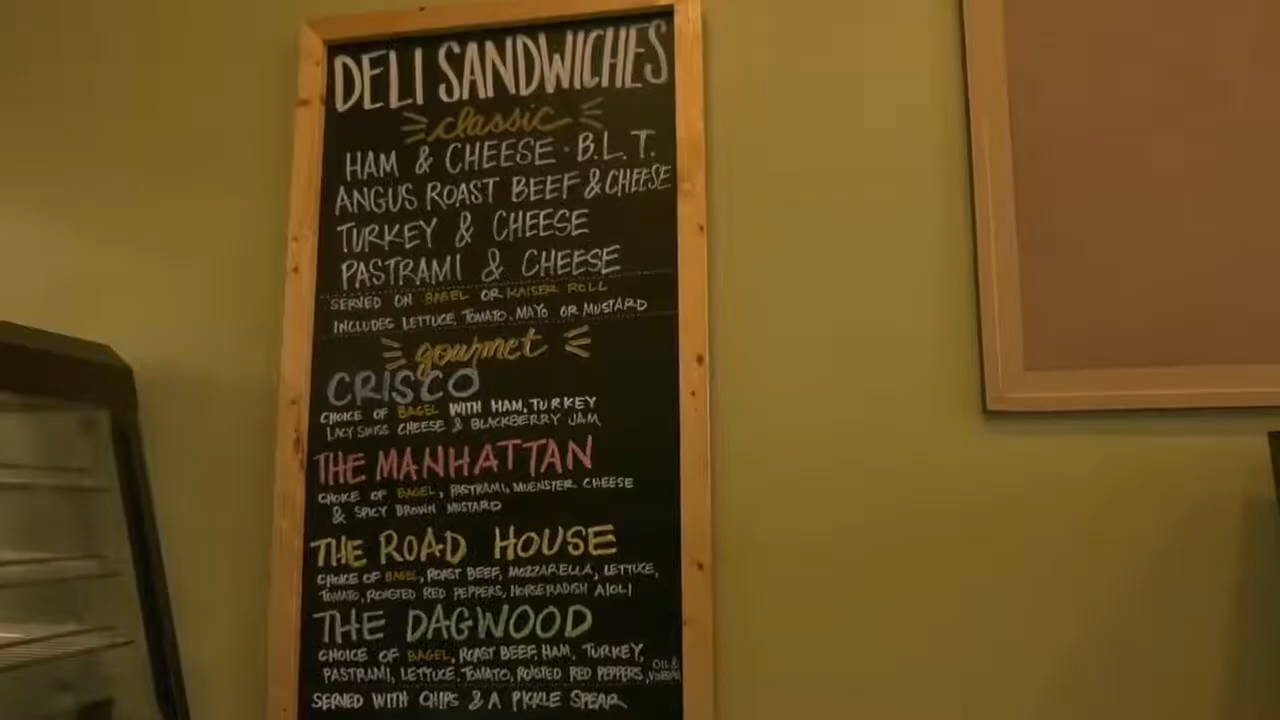 DELI SANDWICHES
classic
HAM & CHEESE · B.L.T.
ANGUS ROAST BEEF & CHEESE
TURKEY & CHEESE
PASTRAMI & CHEESE
SERVED ON BAGEL OR KAISER ROLL
INCLUDES LETTUCE, TOMATO, MAYO OR MUSTARD
gourmet
CRISCO
CHOICE OF BAGEL WITH HAM, TURKEY
LACY SWISS CHEESE & BLACKBERRY JAM
THE MANHATTAN
CHOICE OF BAGEL, PASTRAMI, MUENSTER CHEESE
& SPICY BROWN MUSTARD
THE ROAD HOUSE
CHOICE OF BAGEL, ROAST BEEF, MOZZARELLA, LETTUCE,
TOMATO, ROASTED RED PEPPERS, HORSERADISH AIOLI
THE DAGWOOD
CHOICE OF BAGEL, ROAST BEEF, HAM, TURKEY,
PASTRAMI, LETTUCE, TOMATO, ROASTED RED PEPPERS, OIL & VINEGAR
SERVED WITH CHIPS & A PICKLE SPEAR